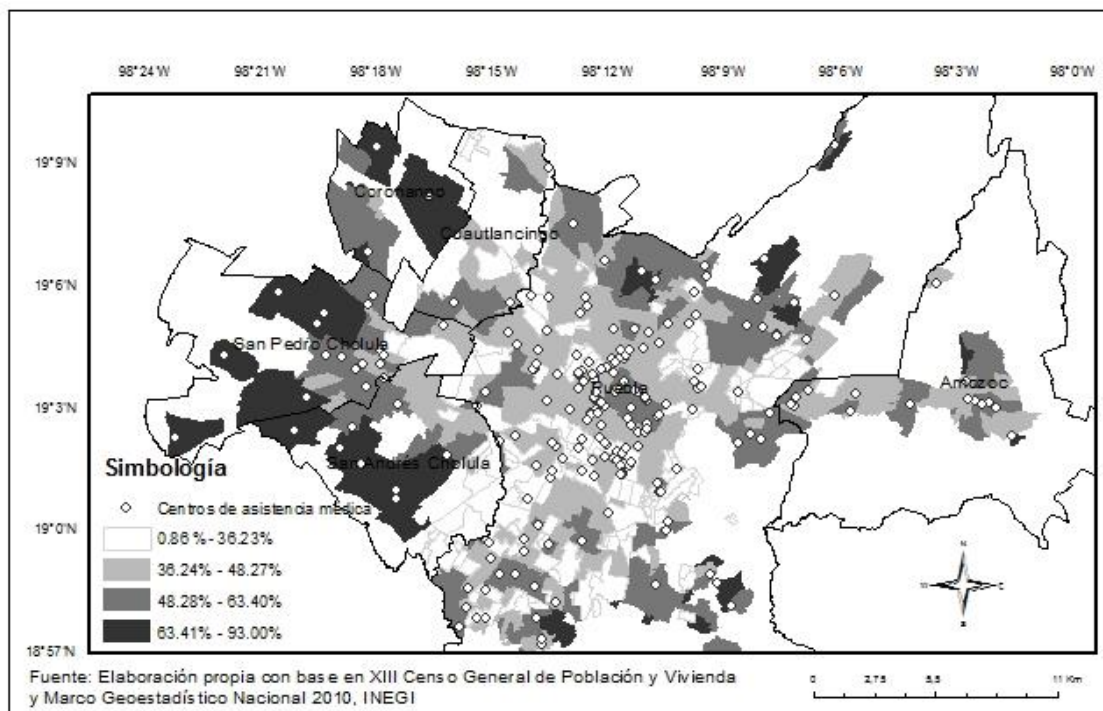 98°24'W 98°21'W 98°18'W 98°15'W 98°12'W 98°9'W 98°6'W 98°3'W 98°0'W
19°9'N
Coronango
Cuautlancingo
19°6'N
San Pedro Cholula
Puebla
Amozoc
19°3'N
San Andrés Cholula
Simbología
Centros de asistencia médica
19°0'N
0.86 % - 36.23%
36.24% - 48.27%
48.28% - 63.40%
63.41% - 93.00%
18°57'N
Fuente: Elaboración propia con base en XIII Censo General de Población y Vivienda
y Marco Geoestadístico Nacional 2010, INEGI
0 2,75 5,5 11 Km